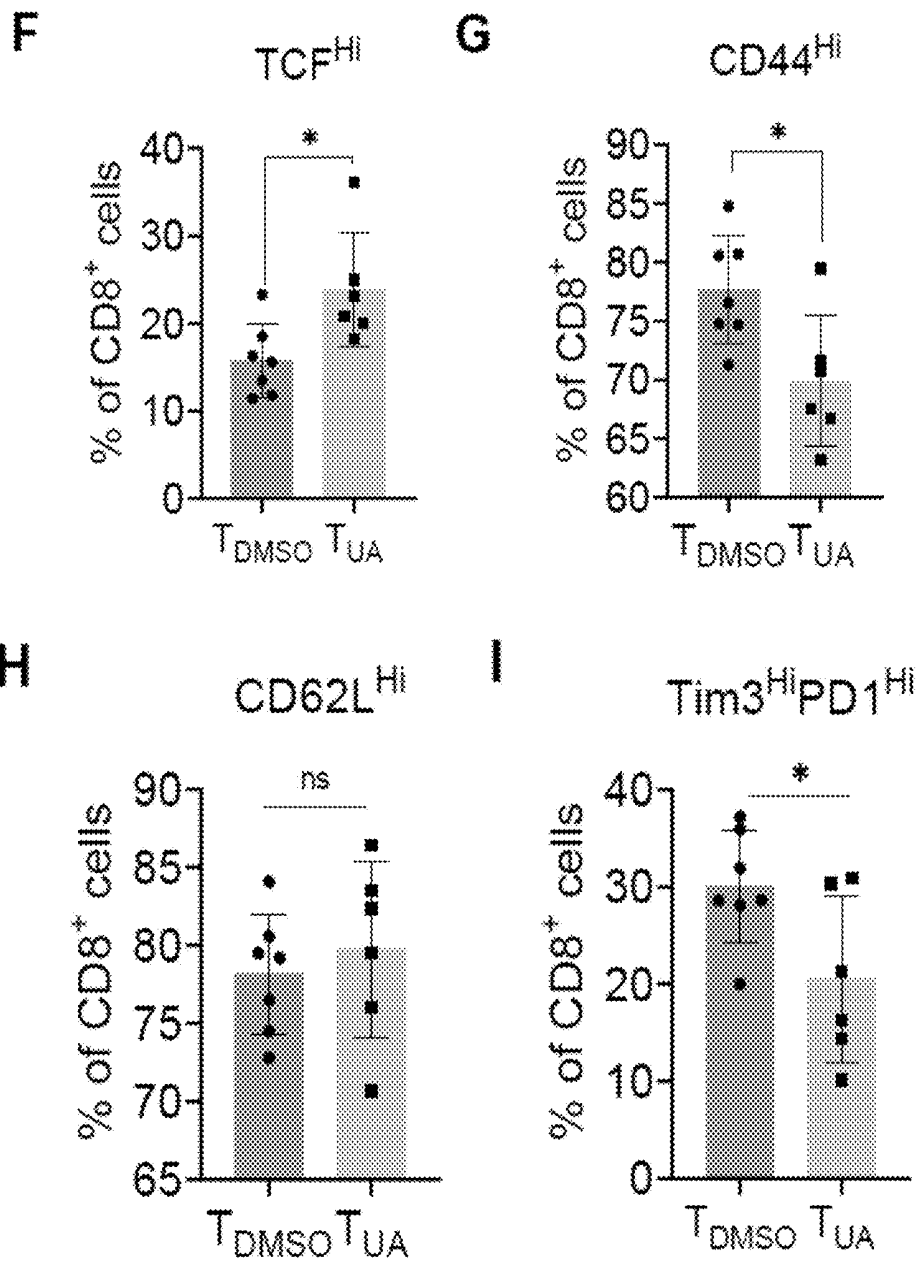 F
TCF^Hi
% of CD8⁺ cells
40
30
20
10
0
*
T_DMSO T_UA
G
CD44^Hi
% of CD8⁺ cells
90
85
80
75
70
65
60
*
T_DMSO T_UA
H
CD62L^Hi
% of CD8⁺ cells
90
85
80
75
70
65
ns
T_DMSO T_UA
I
Tim3^HiPD1^Hi
% of CD8⁺ cells
40
30
20
10
0
*
T_DMSO T_UA